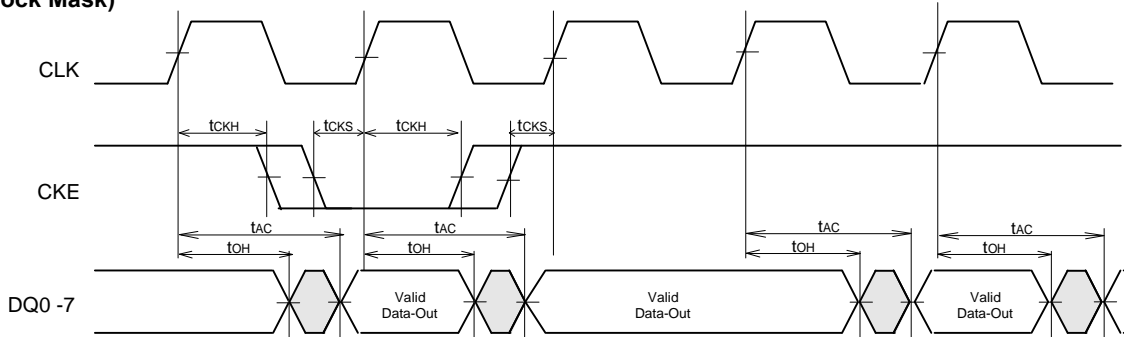 ock Mask)
CLK
tCKH tCKS tCKH tCKS
CKE
tAC tAC tAC tAC
tOH tOH tOH tOH
DQ0 -7
Valid Valid Valid
Data-Out Data-Out Data-Out